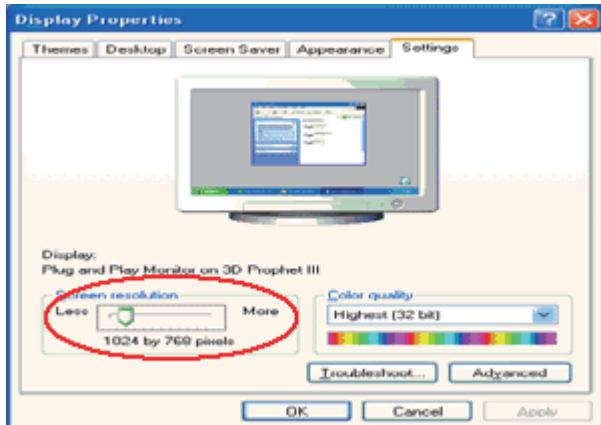 Display Properties
Themes Desktop Screen Saver Appearance Settings
Display:
Plug and Play Monitor on 3D Prophet III
Screen resolution
Less More
1024 by 768 pixels
Color quality
Highest (32 bit)
Troubleshoot... Advanced
OK Cancel Apply